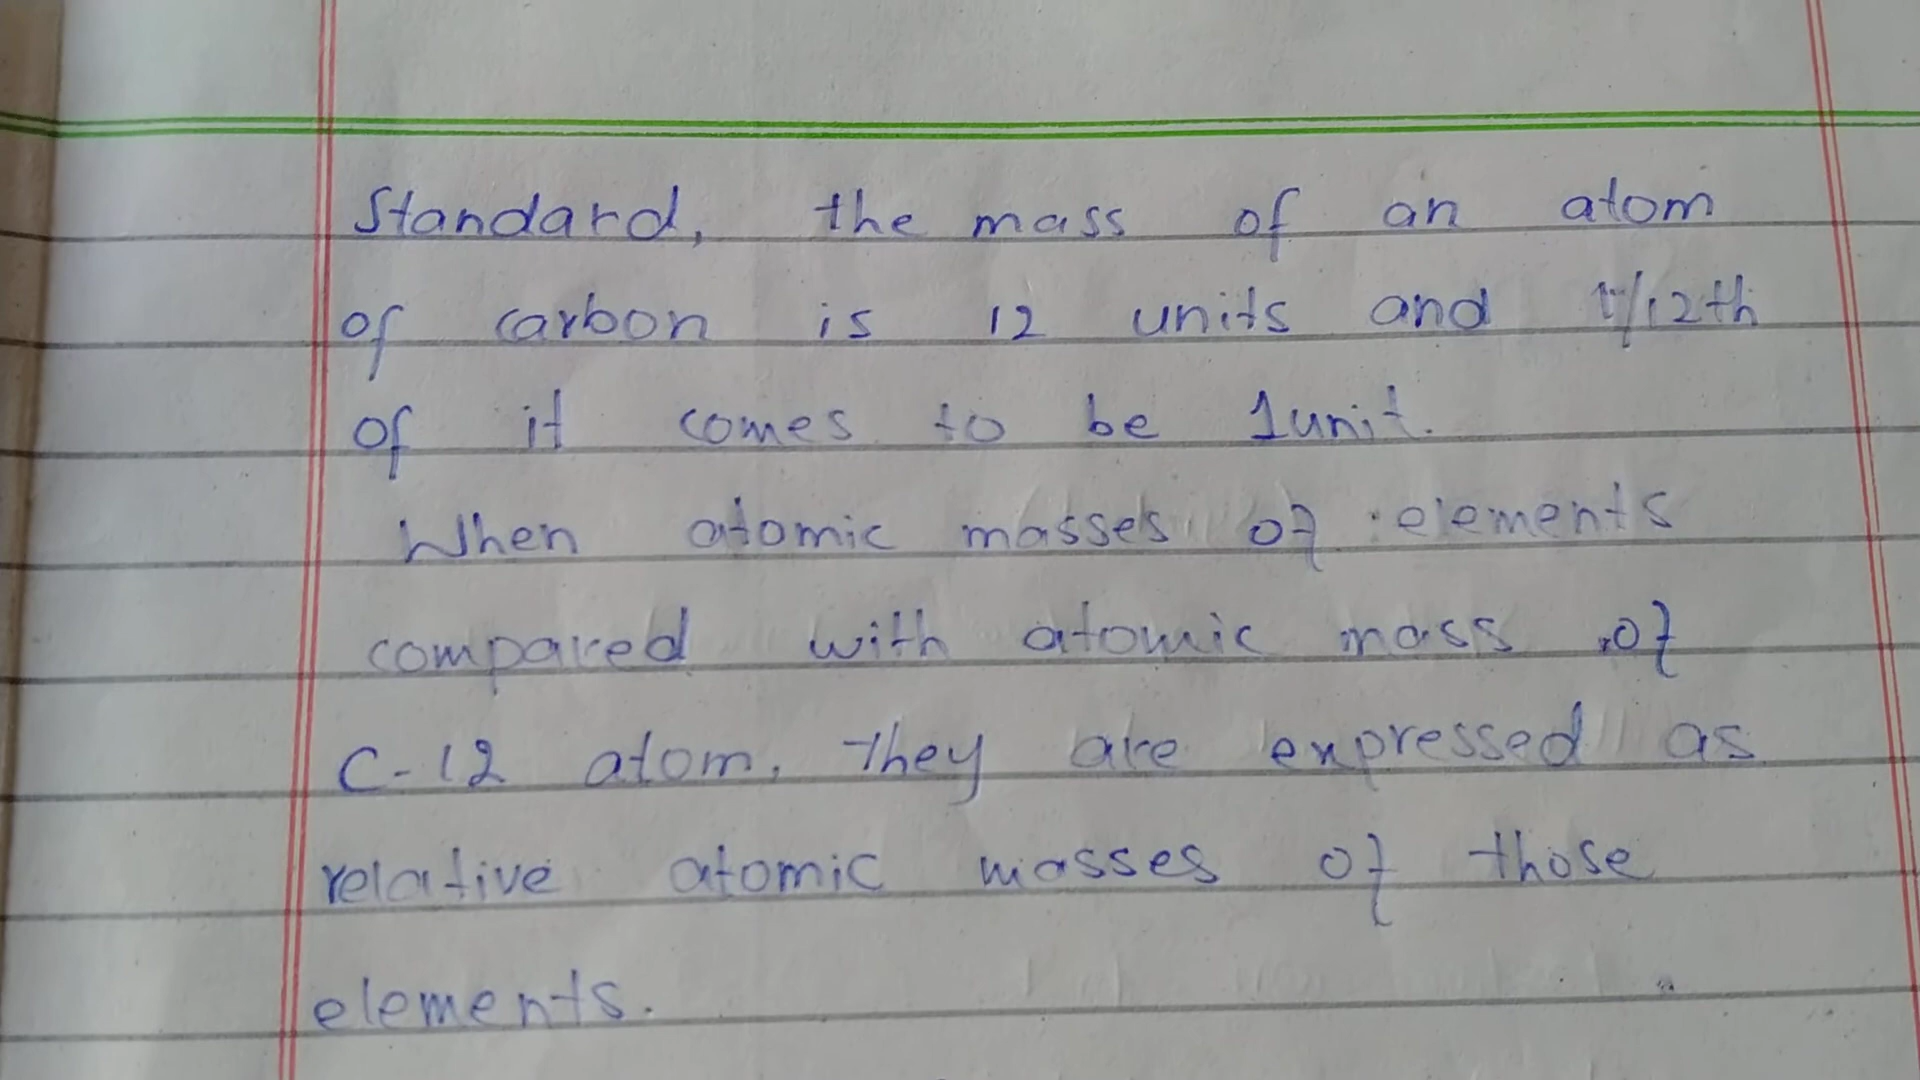 Standard, the mass of an atom
of carbon is 12 units and 1/12th
of it comes to be 1unit.
When atomic masses of elements
compared with atomic mass of
C-12 atom, They are expressed as
relative atomic masses of those
elements.